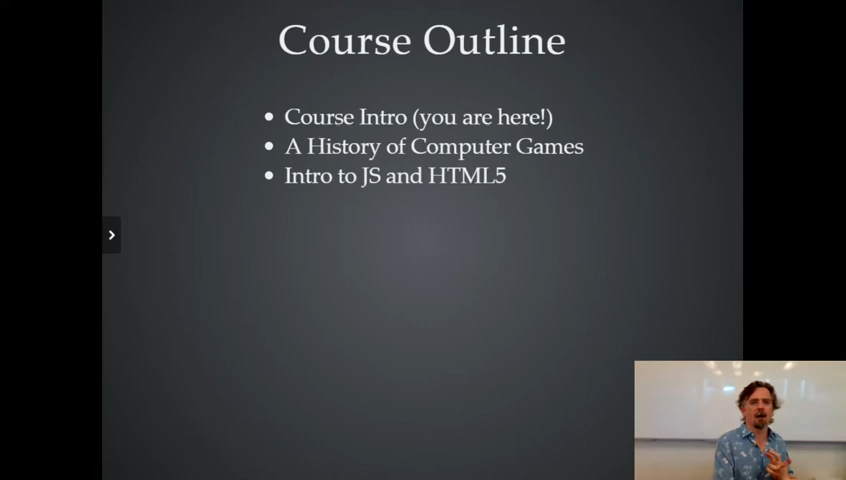 Course Outline
• Course Intro (you are here!)
• A History of Computer Games
• Intro to JS and HTML5